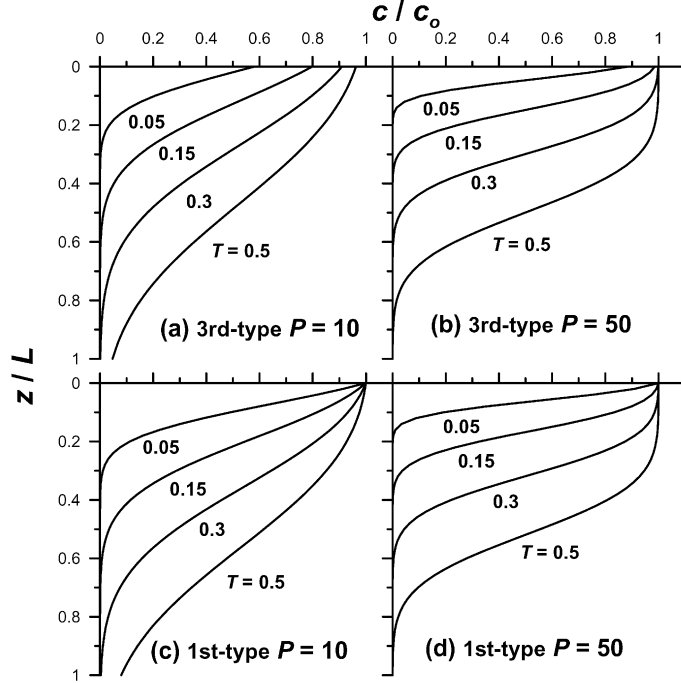 c / c_o
0 0.2 0.4 0.6 0.8 1 0 0.2 0.4 0.6 0.8 1
0
0.2
0.4
0.6
0.8
1
0.05
0.15
0.3
T = 0.5
(a) 3rd-type P = 10
0.05
0.15
0.3
T = 0.5
(b) 3rd-type P = 50
z / L
0
0.2
0.4
0.6
0.8
1
0.05
0.15
0.3
T = 0.5
(c) 1st-type P = 10
0.05
0.15
0.3
T = 0.5
(d) 1st-type P = 50